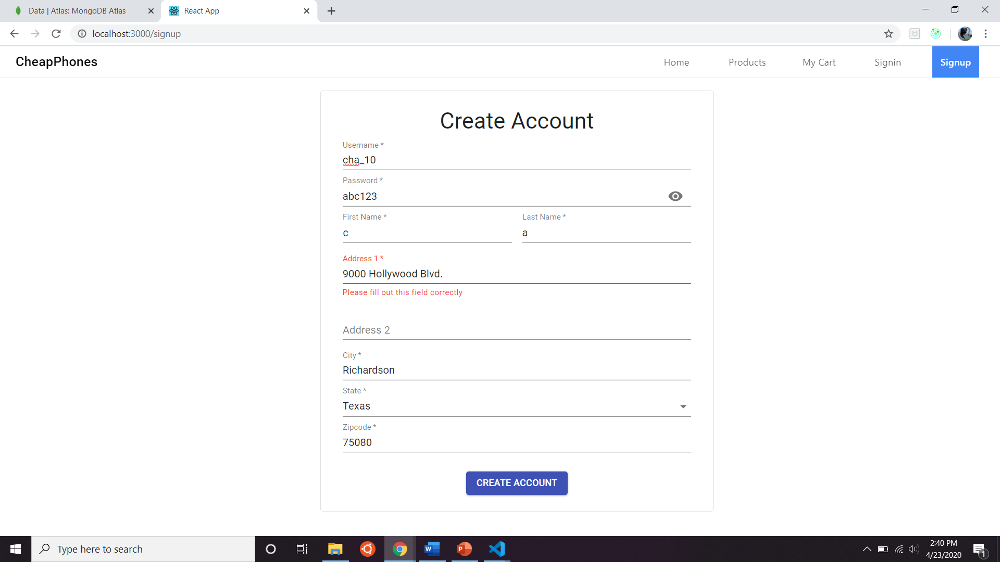 Data | Atlas: MongoDB Atlas
React App
localhost:3000/signup
CheapPhones
Home
Products
My Cart
Signin
Signup
Create Account
Username *
cha_10
Password *
abc123
First Name *
Last Name *
c
a
Address 1 *
9000 Hollywood Blvd.
Please fill out this field correctly
Address 2
City *
Richardson
State *
Texas
Zipcode *
75080
CREATE ACCOUNT
Type here to search
W
P
2:40 PM
4/23/2020
1